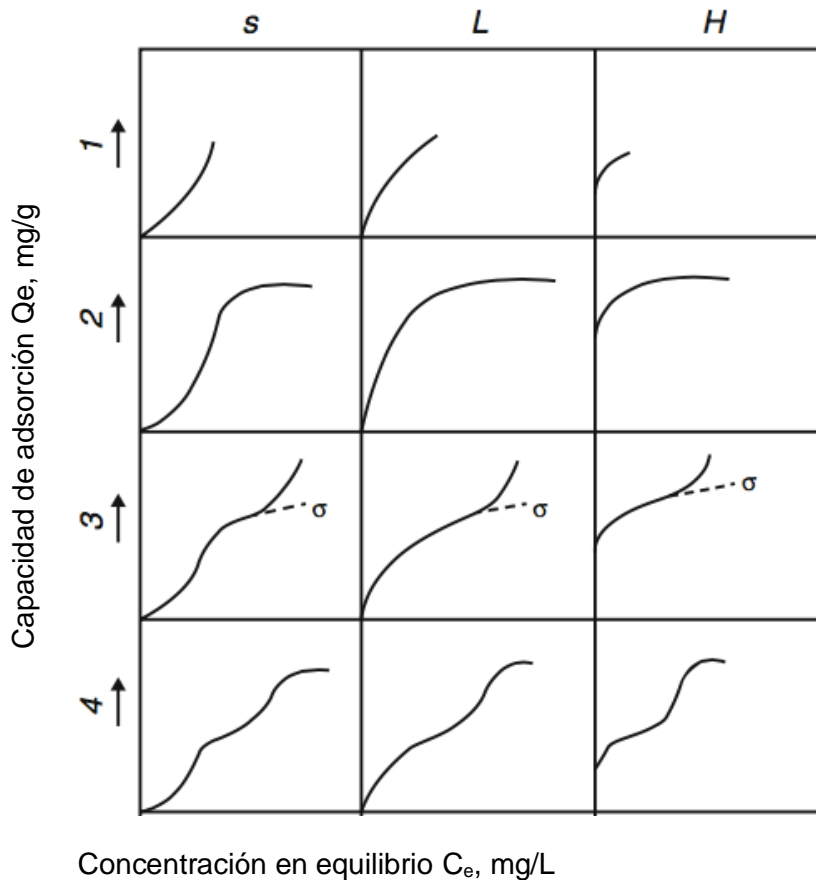 s L H
Capacidad de adsorción Qe, mg/g
1
2
3
σ σ σ
4
Concentración en equilibrio Cₑ, mg/L